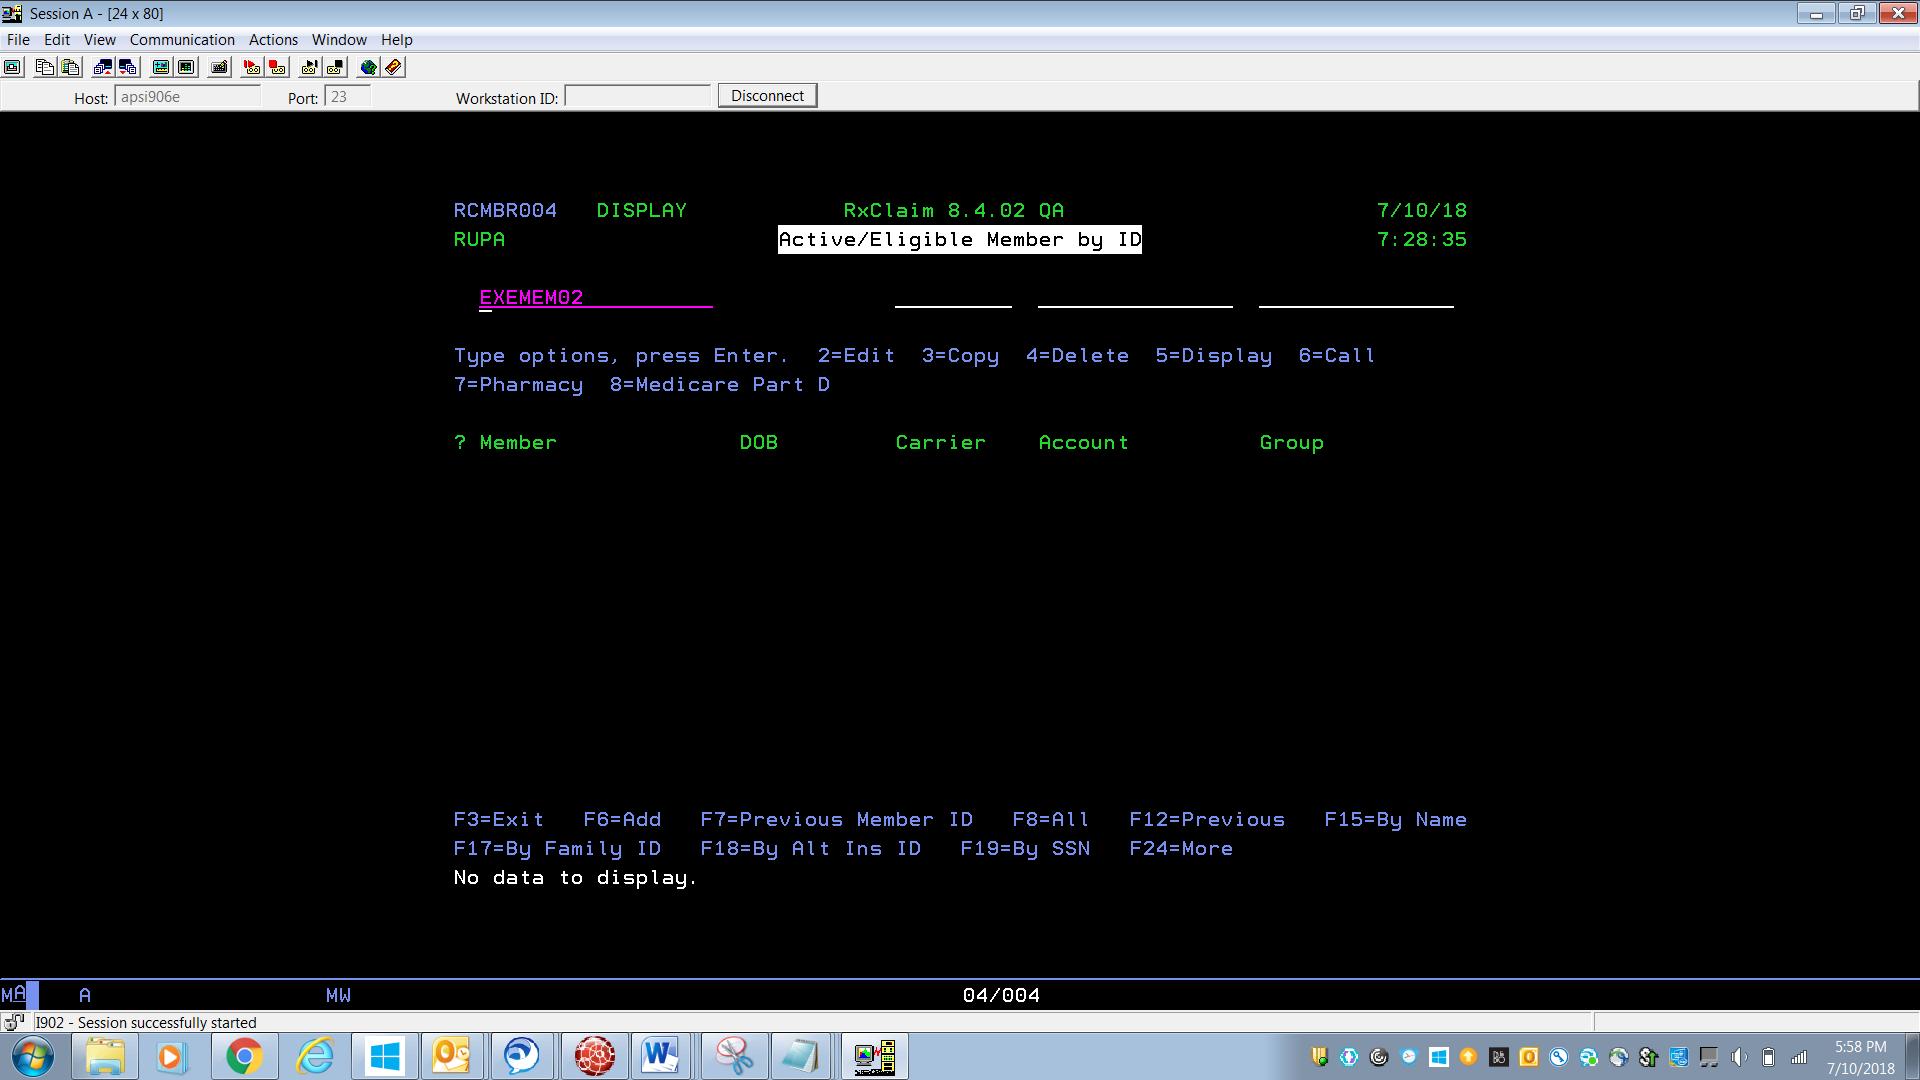 Session A - [24 x 80]
File Edit View Communication Actions Window Help
Host: apsi906e Port: 23 Workstation ID: Disconnect
RCMBR004 DISPLAY RxClaim 8.4.02 QA 7/10/18
RUPA Active/Eligible Member by ID 7:28:35
EXEMEM02
Type options, press Enter. 2=Edit 3=Copy 4=Delete 5=Display 6=Call
7=Pharmacy 8=Medicare Part D
? Member DOB Carrier Account Group
F3=Exit F6=Add F7=Previous Member ID F8=All F12=Previous F15=By Name
F17=By Family ID F18=By Alt Ins ID F19=By SSN F24=More
No data to display.
MA A MW 04/004
I902 - Session successfully started
5:58 PM
7/10/2018